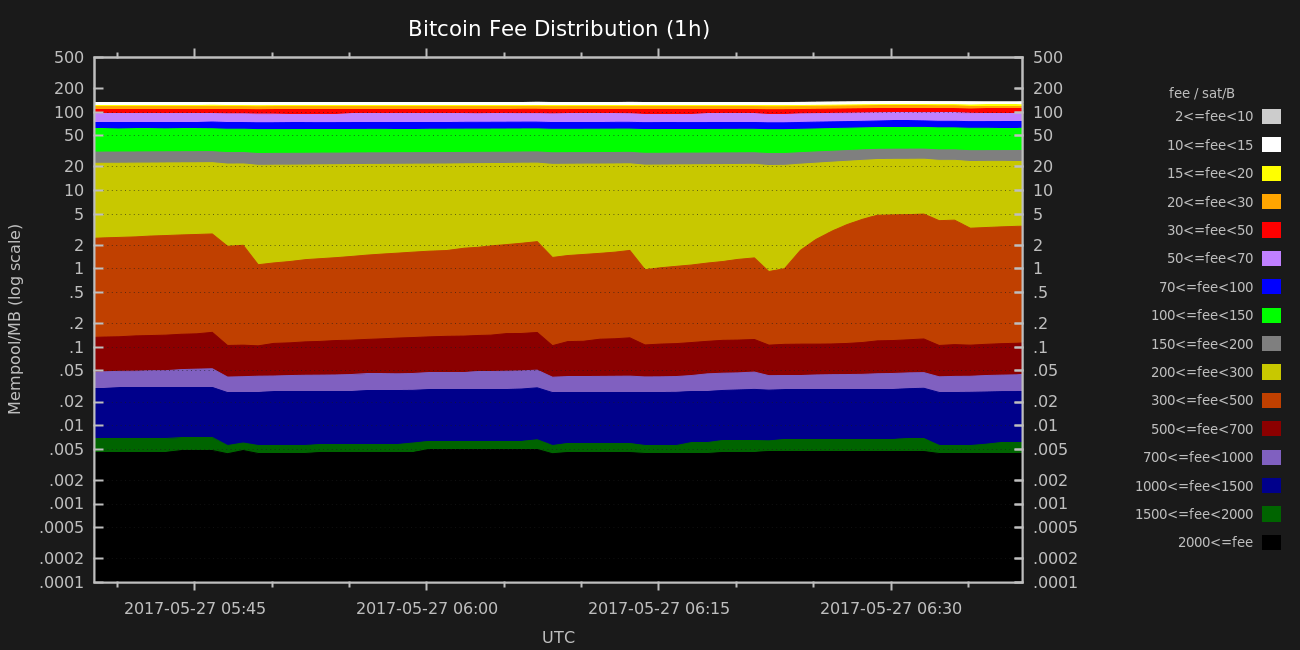 Bitcoin Fee Distribution (1h)
500
200
100
50
20
10
5
2
1
.5
.2
.1
.05
.02
.01
.005
.002
.001
.0005
.0002
.0001
Mempool/MB (log scale)
500
200
100
50
20
10
5
2
1
.5
.2
.1
.05
.02
.01
.005
.002
.001
.0005
.0002
.0001
2017-05-27 05:45
2017-05-27 06:00
2017-05-27 06:15
2017-05-27 06:30
UTC
fee / sat/B
2<=fee<10
10<=fee<15
15<=fee<20
20<=fee<30
30<=fee<50
50<=fee<70
70<=fee<100
100<=fee<150
150<=fee<200
200<=fee<300
300<=fee<500
500<=fee<700
700<=fee<1000
1000<=fee<1500
1500<=fee<2000
2000<=fee